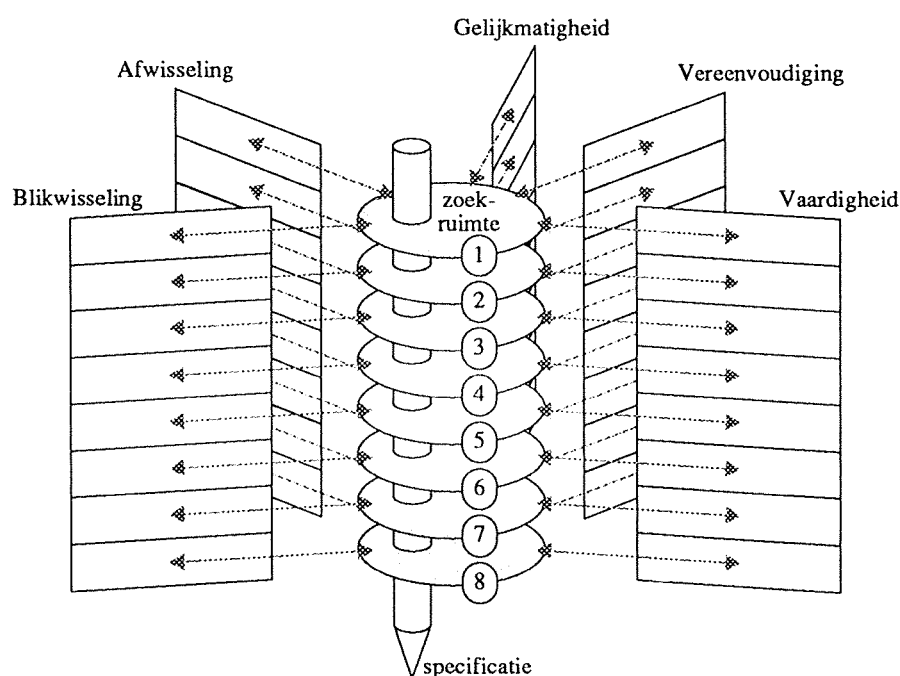 Gelijkmatigheid
Afwisseling
Vereenvoudiging
Blikwisseling
Vaardigheid
zoek-
ruimte
1
2
3
4
5
6
7
8
specificatie